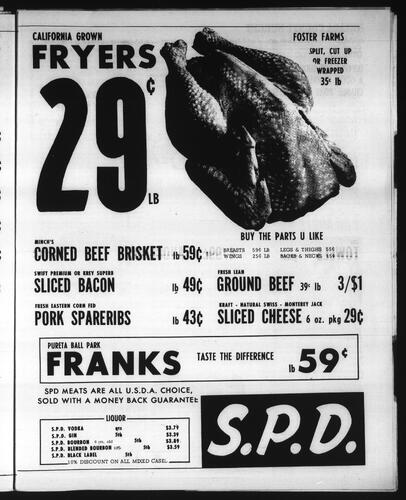 CALIFORNIA GROWN
FRYERS
29¢
LB
FOSTER FARMS
SPLIT, CUT UP
OR FREEZER
WRAPPED
35¢ lb
BUY THE PARTS U LIKE
BREASTS 59¢ LB LEGS & THIGHS
WINGS 25¢ LB BACKS & NECKS
MINCH'S
CORNED BEEF BRISKET lb 59¢
SWIFT PREMIUM OR KREY SUPERB
SLICED BACON lb 49¢
FRESH LEAN
GROUND BEEF 39¢ lb 3/$1
FRESH EASTERN CORN FED
PORK SPARERIBS lb 43¢
KRAFT - NATURAL SWISS - MONTEREY JACK
SLICED CHEESE 6 oz. pkg 29¢
PURETA BALL PARK
FRANKS TASTE THE DIFFERENCE lb 59¢
SPD MEATS ARE ALL U.S.D.A. CHOICE,
SOLD WITH A MONEY BACK GUARANTEE
LIQUOR
S.P.D. VODKA qts $3.79
S.P.D. GIN 5th $3.39
S.P.D. BOURBON 6 yrs. old 5th $3.89
S.P.D. BLENDED BOURBON 5th $3.59
S.P.D. BLACK LABEL 5th
10% DISCOUNT ON ALL MIXED CASE.
S.P.D.